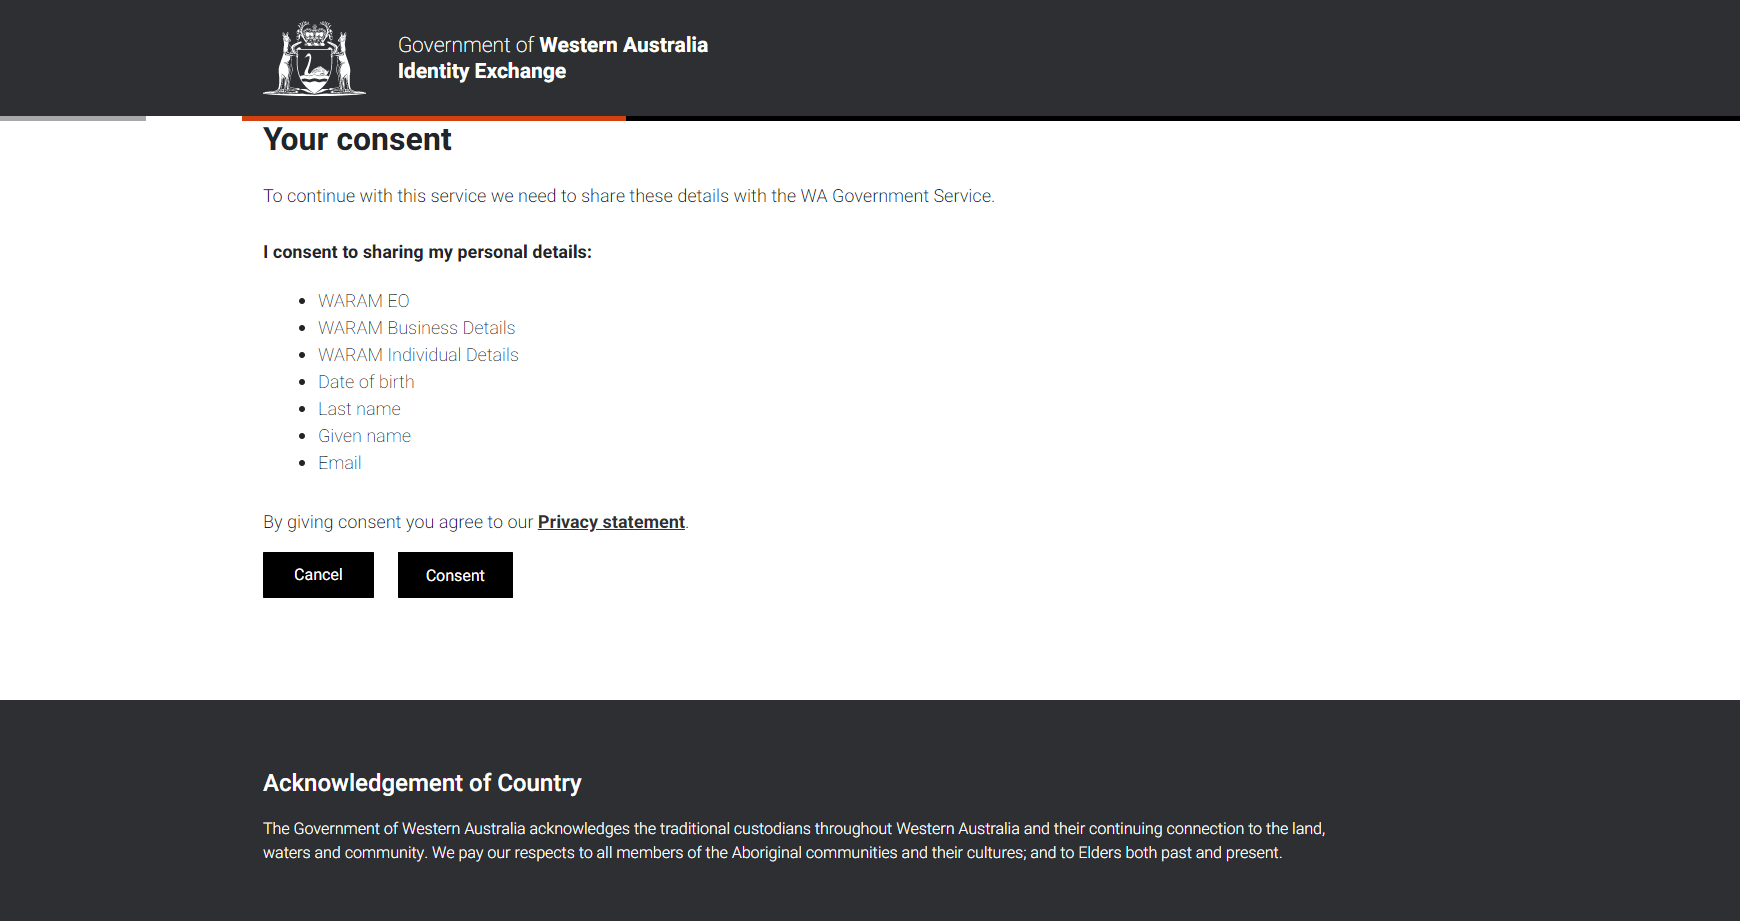 Government of Western Australia
Identity Exchange
Your consent
To continue with this service we need to share these details with the WA Government Service.
I consent to sharing my personal details:
WARAM EO
WARAM Business Details
WARAM Individual Details
Date of birth
Last name
Given name
Email
By giving consent you agree to our Privacy statement.
Cancel Consent
Acknowledgement of Country
The Government of Western Australia acknowledges the traditional custodians throughout Western Australia and their continuing connection to the land,
waters and community. We pay our respects to all members of the Aboriginal communities and their cultures; and to Elders both past and present.